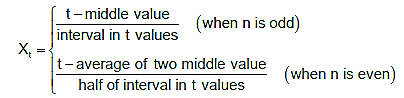 X_t = { t – middle value / interval in t values (when n is odd)
t – average of two middle value / half of interval in t values (when n is even)